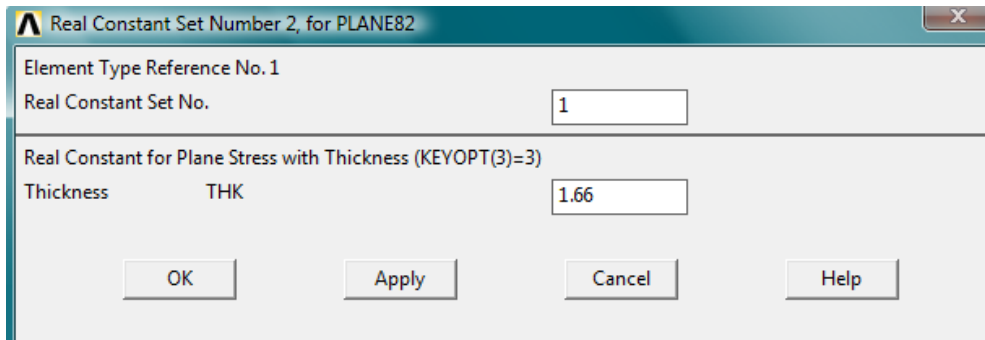 Real Constant Set Number 2, for PLANE82
X
Element Type Reference No. 1
Real Constant Set No. 1
Real Constant for Plane Stress with Thickness (KEYOPT(3)=3)
Thickness THK 1.66
OK Apply Cancel Help